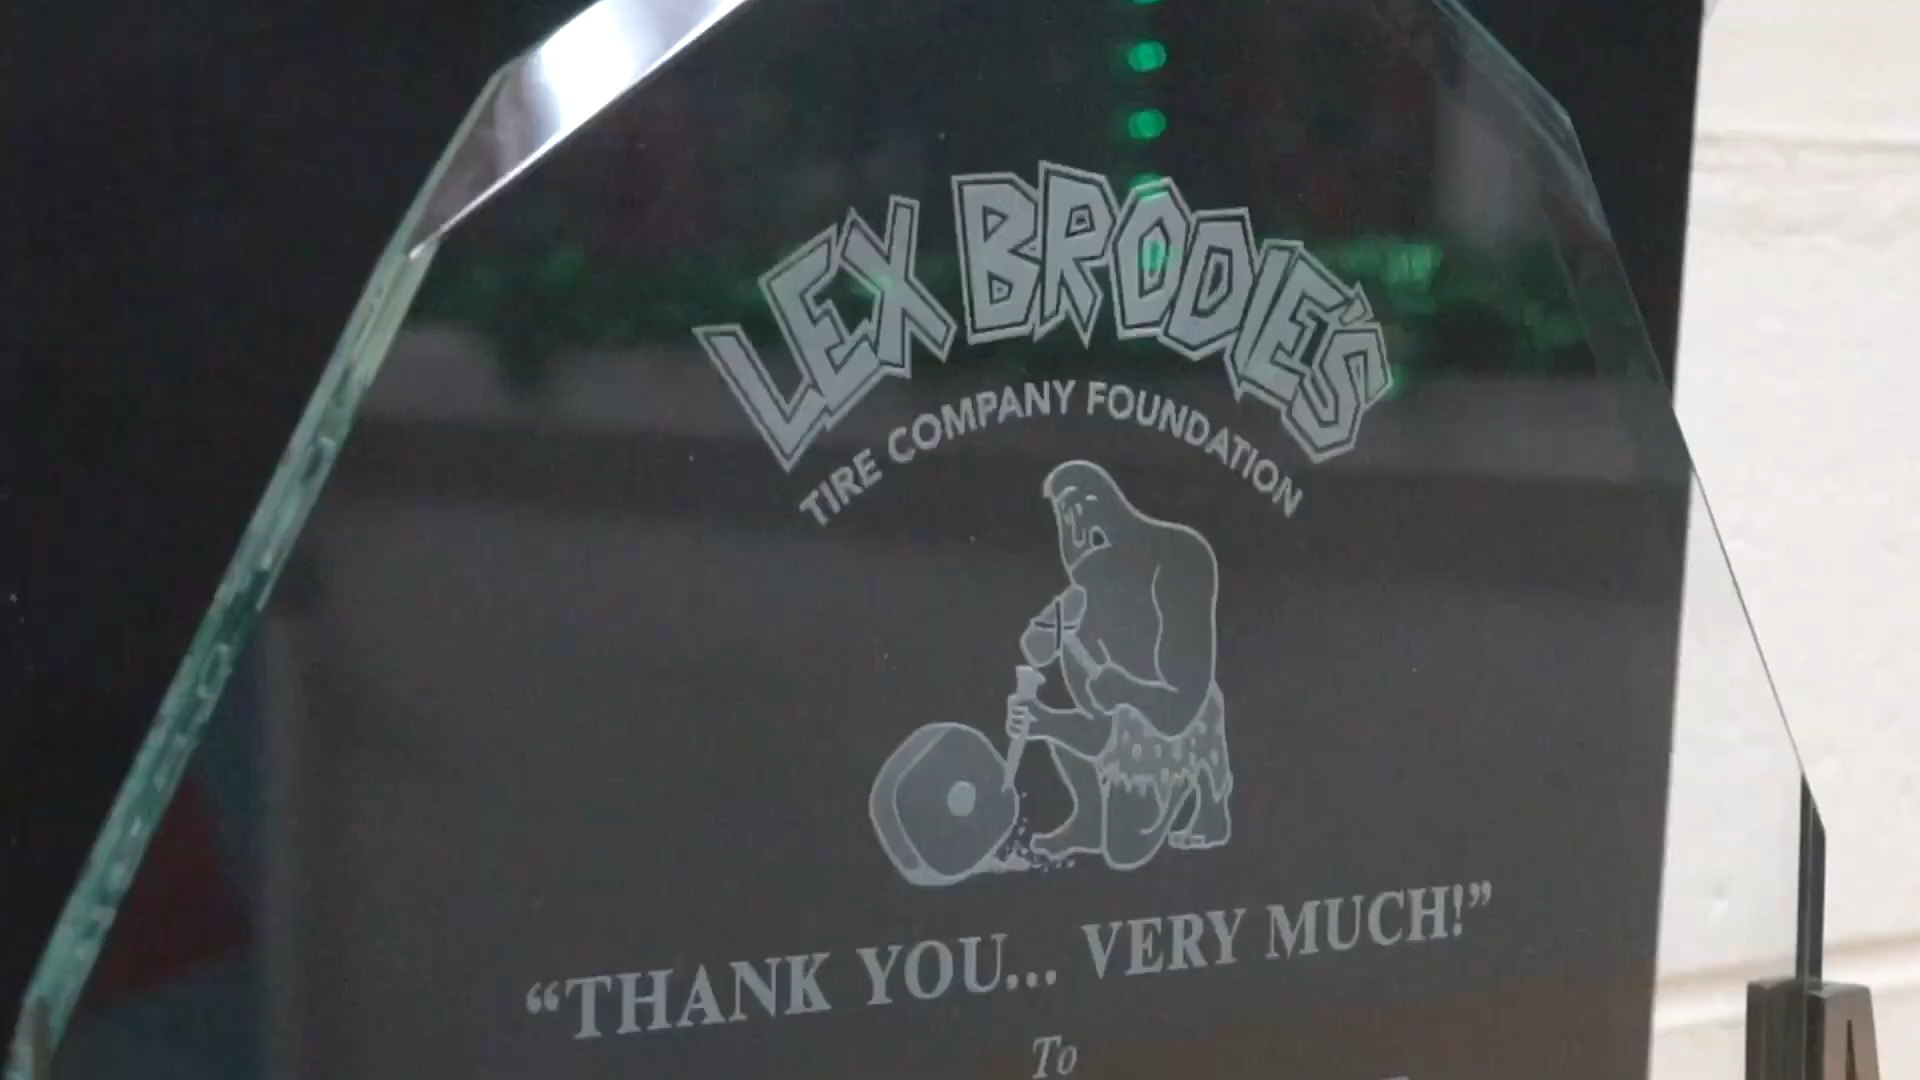 LEX BRODIE'S
TIRE COMPANY FOUNDATION
“THANK YOU... VERY MUCH!”
To